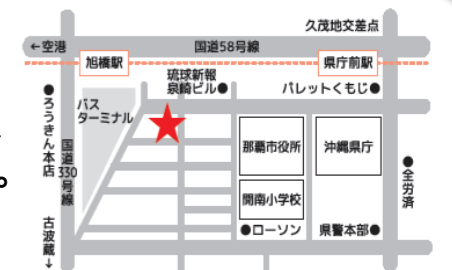 久茂地交差点
←空港
国道58号線
旭橋駅
県庁前駅
琉球新報
泉崎ビル●
パレットくもじ●
●ろうきん本店
バス
ターミナル
国道330号線
那覇市役所
沖縄県庁
●全労済
開南小学校
●ローソン
県警本部●
古波蔵↓